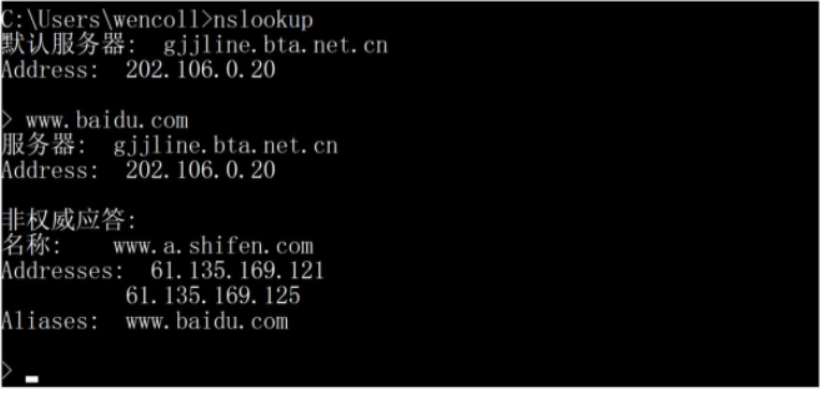 C:\Users\wencoll>nslookup
默认服务器:  gjjline.bta.net.cn
Address:  202.106.0.20
> www.baidu.com
服务器:  gjjline.bta.net.cn
Address:  202.106.0.20
非权威应答:
名称:    www.a.shifen.com
Addresses:  61.135.169.121
          61.135.169.125
Aliases:  www.baidu.com
>